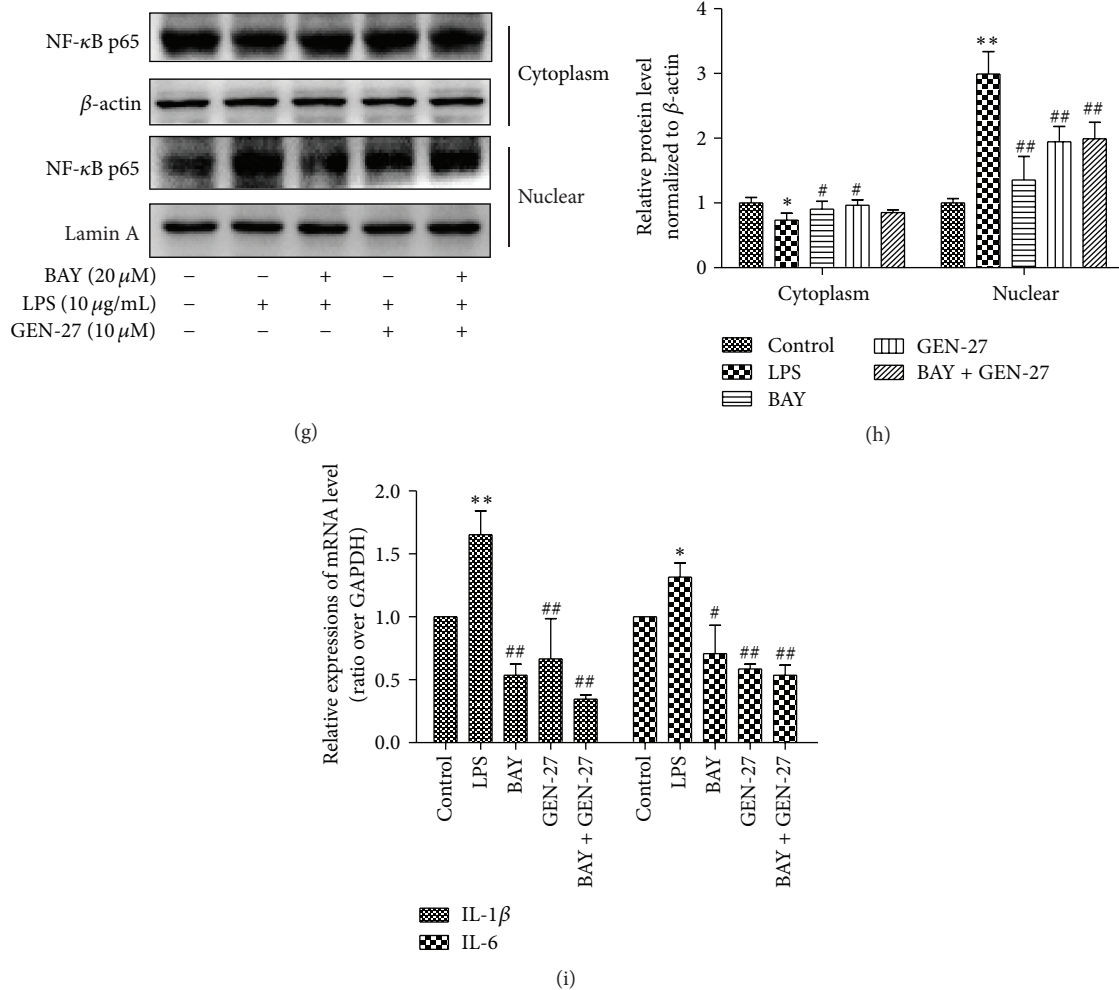 NF-κB p65
β-actin
Cytoplasm
NF-κB p65
Lamin A
Nuclear
BAY (20 μM) − − + − +
LPS (10 μg/mL) − + + + +
GEN-27 (10 μM) − − − + +
(g)
Relative protein level
normalized to β-actin
4
3
2
1
0
*
**
#
#
##
##
##
Cytoplasm
Nuclear
Control
LPS
BAY
GEN-27
BAY + GEN-27
(h)
Relative expressions of mRNA level
(ratio over GAPDH)
2.0
1.5
1.0
0.5
0.0
**
##
##
##
*
#
##
##
Control
LPS
BAY
GEN-27
BAY + GEN-27
Control
LPS
BAY
GEN-27
BAY + GEN-27
IL-1β
IL-6
(i)